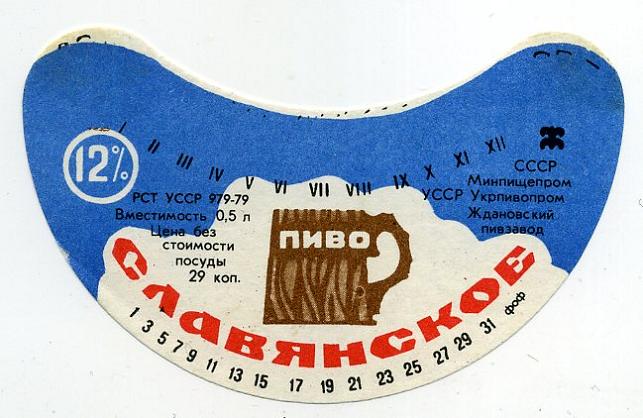 I II III IV V VI VII VIII IX X XI XII
12%
РСТ УССР 979-79
Вместимость 0,5 л
Цена без
стоимости
посуды
29 коп.
СССР
Минпищепром
УССР Укрпивопром
Ждановский
пивзавод
ПИВО
СЛАВЯНСКОЕ
1 3 5 7 9 11 13 15 17 19 21 23 25 27 29 31 фоф